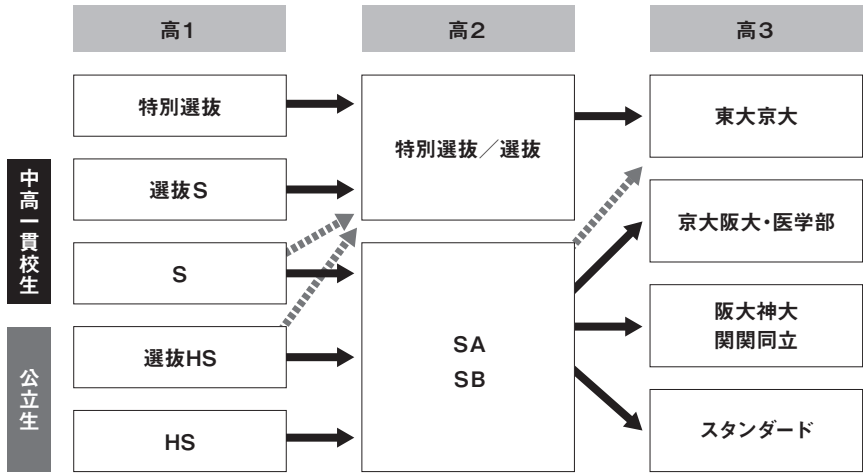 高1
高2
高3
中高一貫校生
公立生
特別選抜
選抜S
S
選抜HS
HS
特別選抜／選抜
SA
SB
東大京大
京大阪大・医学部
阪大神大
関関同立
スタンダード